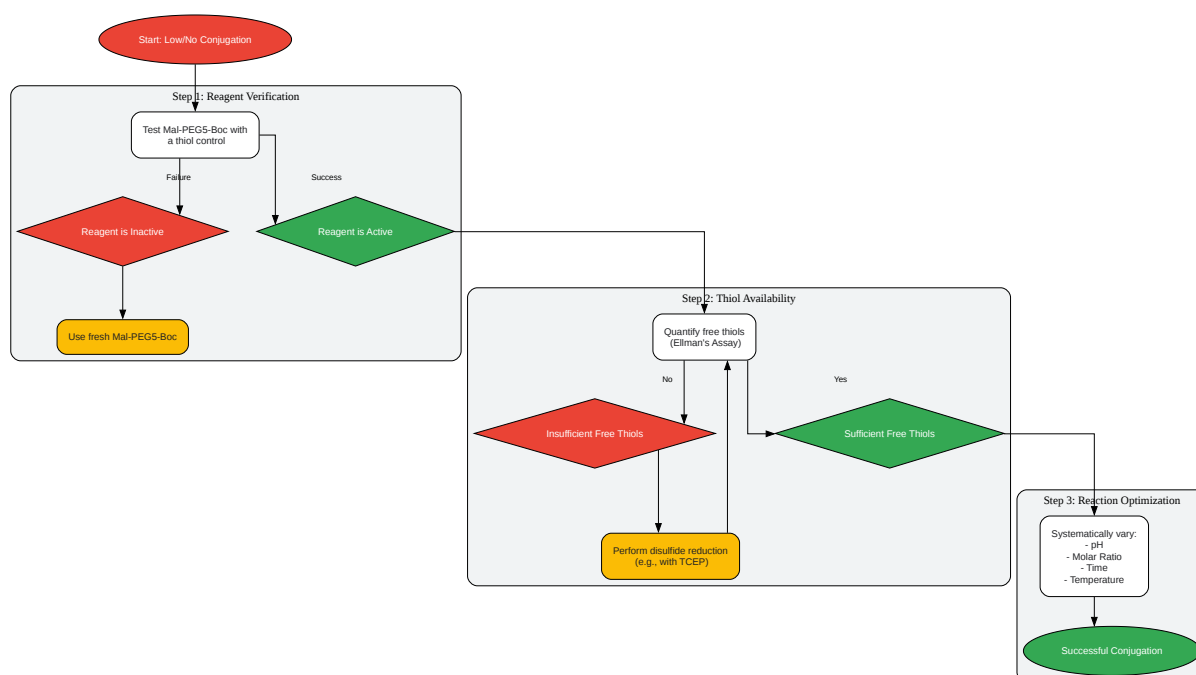 Start: Low/No Conjugation
Step 1: Reagent Verification
Test Mal-PEG5-Boc with
a thiol control
Failure
Success
Reagent is Inactive
Reagent is Active
Use fresh Mal-PEG5-Boc
Step 2: Thiol Availability
Quantify free thiols
(Ellman's Assay)
No
Yes
Insufficient Free Thiols
Sufficient Free Thiols
Perform disulfide reduction
(e.g., with TCEP)
Step 3: Reaction Optimization
Systematically vary:
- pH
- Molar Ratio
- Time
- Temperature
Successful Conjugation